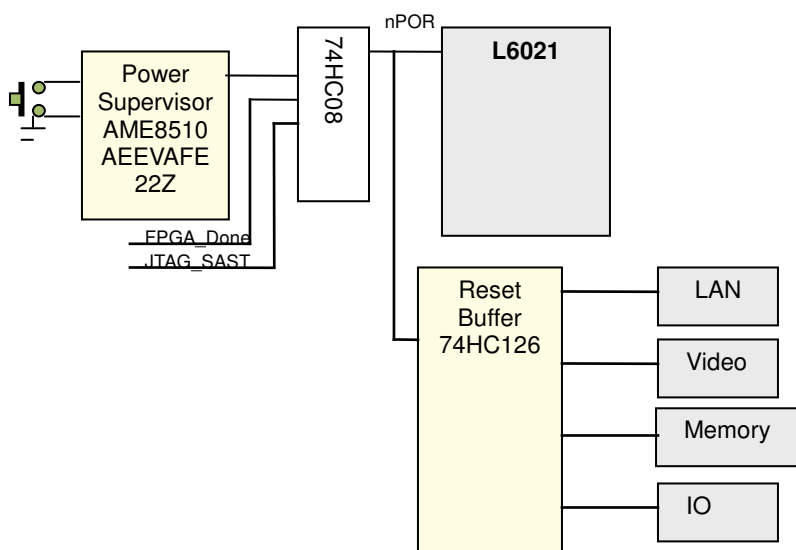 nPOR
Power
Supervisor
AME8510
AEEVAFE
22Z
74HC08
L6021
FPGA_Done
JTAG_SAST
Reset
Buffer
74HC126
LAN
Video
Memory
IO